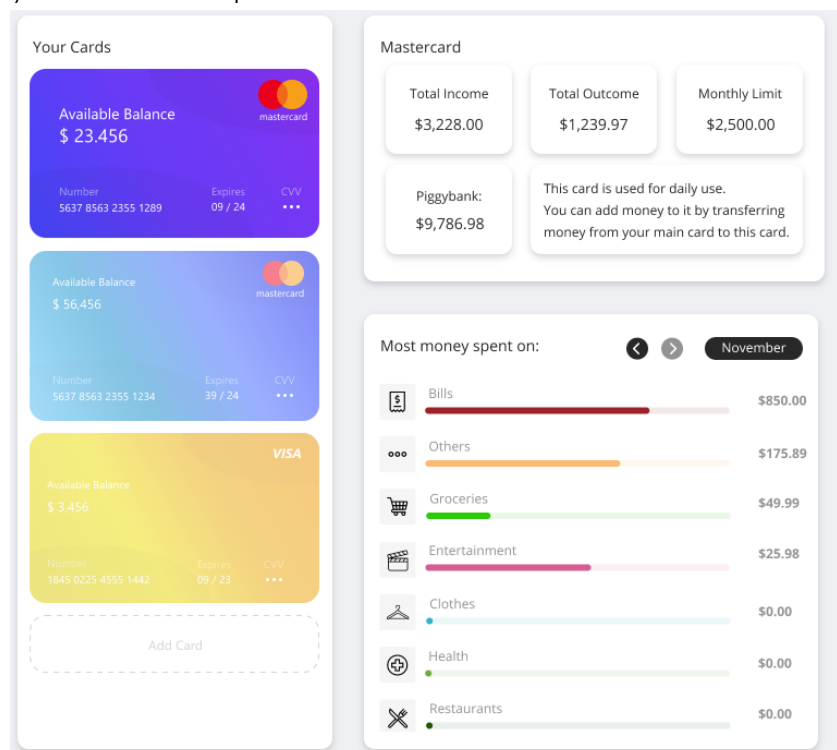 Your Cards
mastercard
Available Balance
$ 23.456
Number Expires CVV
5637 8563 2355 1289 09 / 24 •••
mastercard
Available Balance
$ 56,456
Number Expires CVV
5637 8563 2355 1234 39 / 24 •••
VISA
Available Balance
$ 3,456
Number Expires CVV
1845 0225 4555 1442 09 / 23 •••
Add Card
Mastercard
Total Income
$3,228.00
Total Outcome
$1,239.97
Monthly Limit
$2,500.00
Piggybank:
$9,786.98
This card is used for daily use.
You can add money to it by transferring
money from your main card to this card.
Most money spent on:
November
Bills
$850.00
Others
$175.89
Groceries
$49.99
Entertainment
$25.98
Clothes
$0.00
Health
$0.00
Restaurants
$0.00